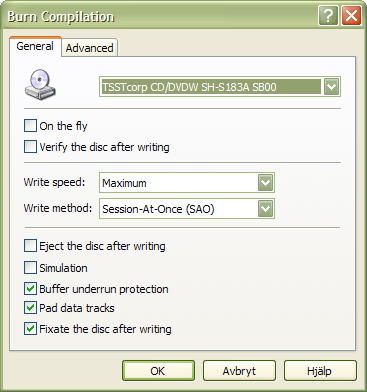 Burn Compilation
General
Advanced
TSSTcorp CD/DVDW SH-S183A SB00
On the fly
Verify the disc after writing
Write speed: Maximum
Write method: Session-At-Once (SAO)
Eject the disc after writing
Simulation
Buffer underrun protection
Pad data tracks
Fixate the disc after writing
OK
Avbryt
Hjälp